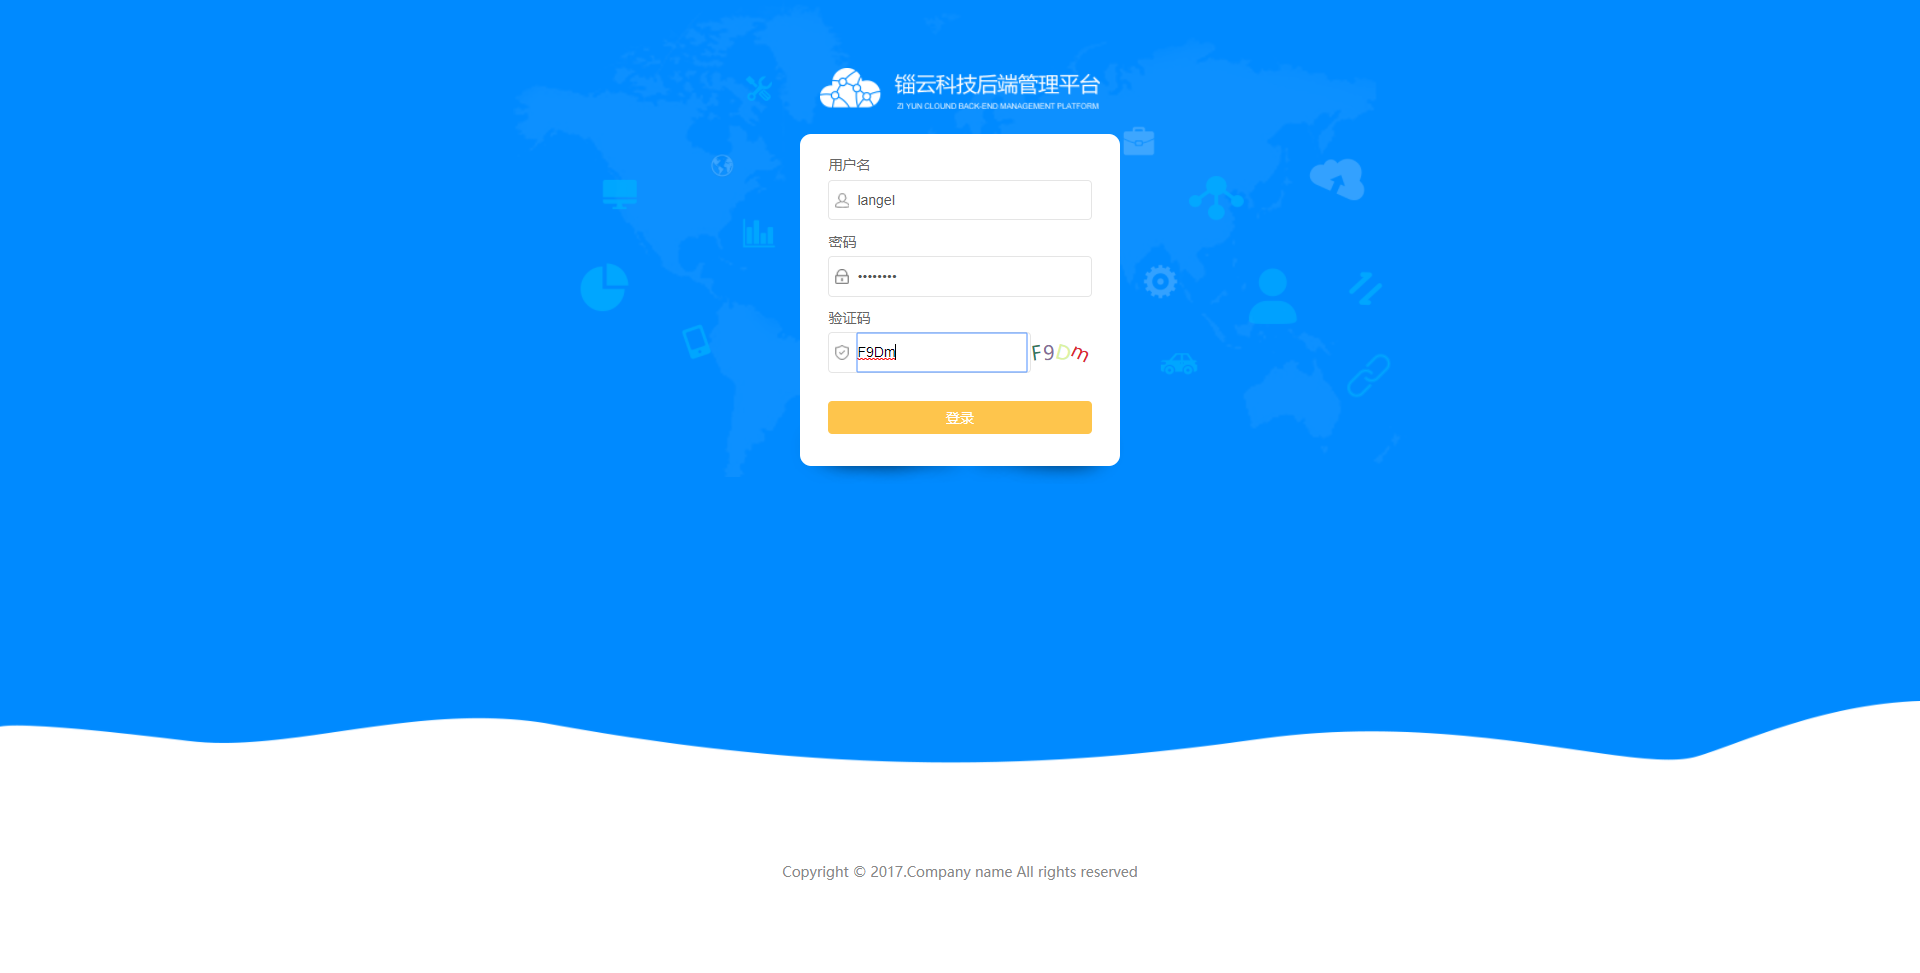 锱云科技后端管理平台
ZI YUN CLOUND BACK-END MANAGEMENT PLATFORM
用户名
langel
密码
••••••••
验证码
F9Dm F9Dm
登录
Copyright © 2017.Company name All rights reserved